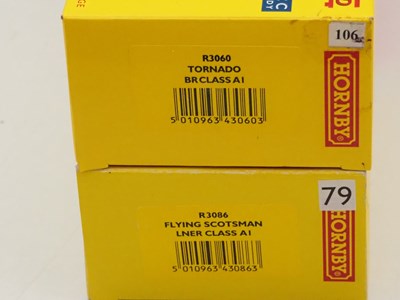 106
R3060
TORNADO
BR CLASS A1
5 010963 430603
HORNBY
79
R3086
FLYING SCOTSMAN
LNER CLASS A1
5 010963 430863
HORNBY